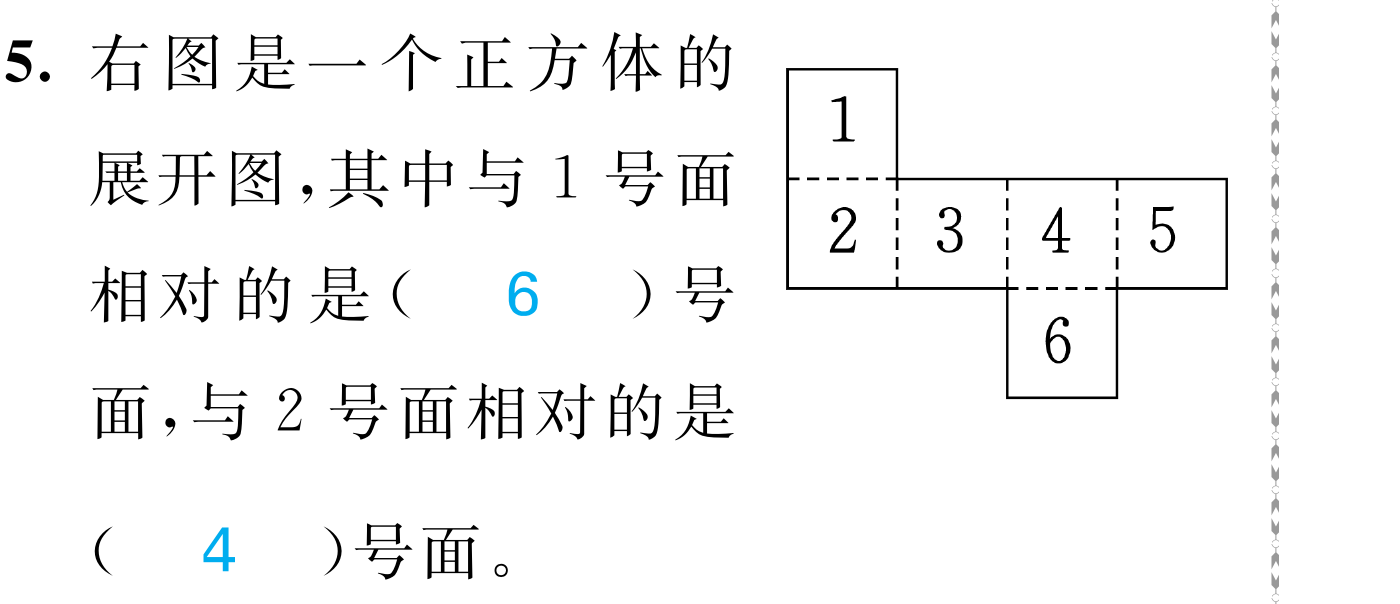 5. 右图是一个正方体的
展开图,其中与 1 号面
相对的是( 6 )号
面,与 2 号面相对的是
( 4 )号面。
1
2 3 4 5
6